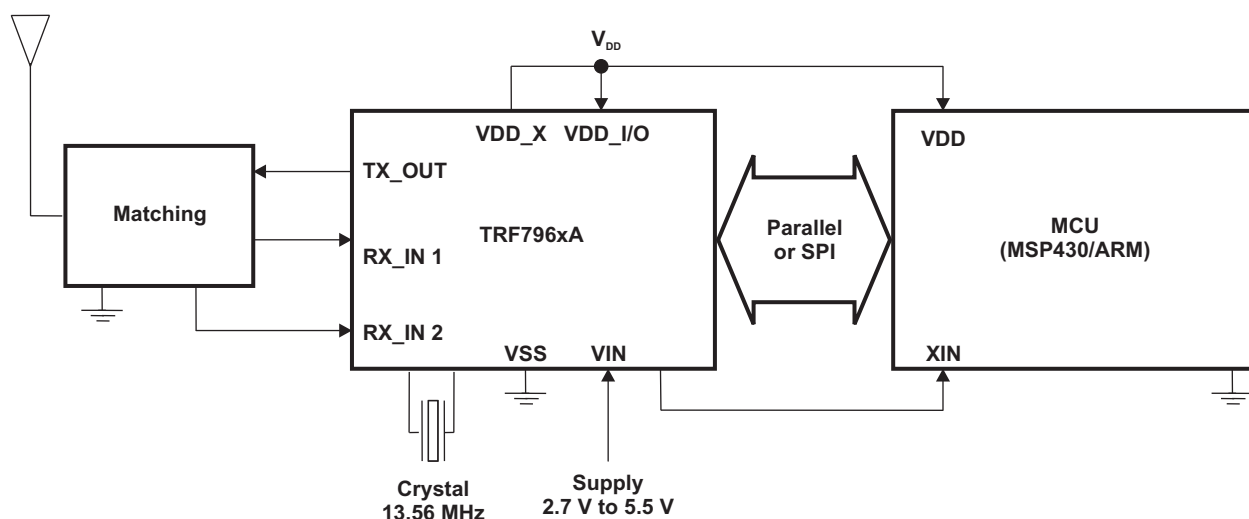 V_DD
VDD_X VDD_I/O
VDD
TX_OUT
Matching
TRF796xA
Parallel
or SPI
MCU
(MSP430/ARM)
RX_IN 1
RX_IN 2
VSS
VIN
XIN
Crystal
13.56 MHz
Supply
2.7 V to 5.5 V